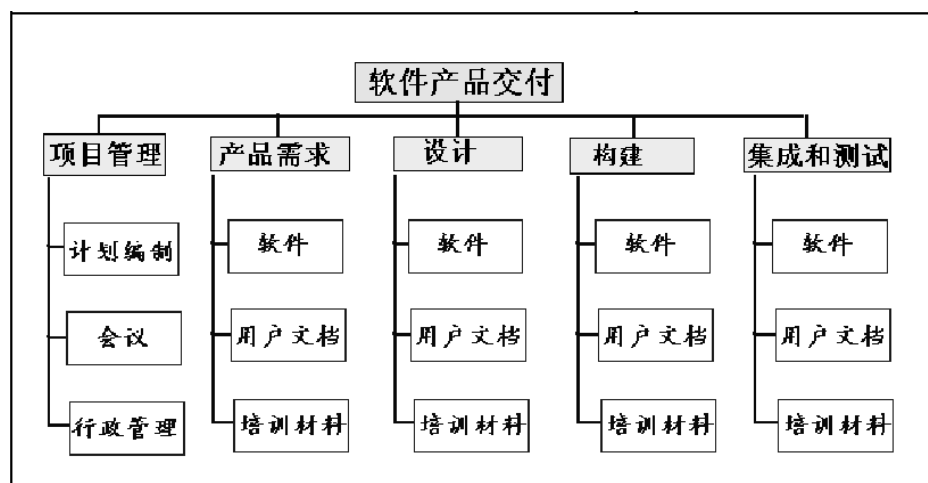 软件产品交付
项目管理
产品需求
设计
构建
集成和测试
计划编制
软件
软件
软件
软件
会议
用户文档
用户文档
用户文档
用户文档
行政管理
培训材料
培训材料
培训材料
培训材料